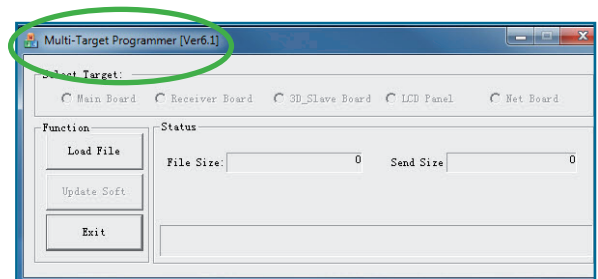 Multi-Target Programmer [Ver6.1]
Select Target:
Main Board Receiver Board 3D_Slave Board LCD Panel Net Board
Function
Status
Load File
File Size: 0 Send Size 0
Update Soft
Exit